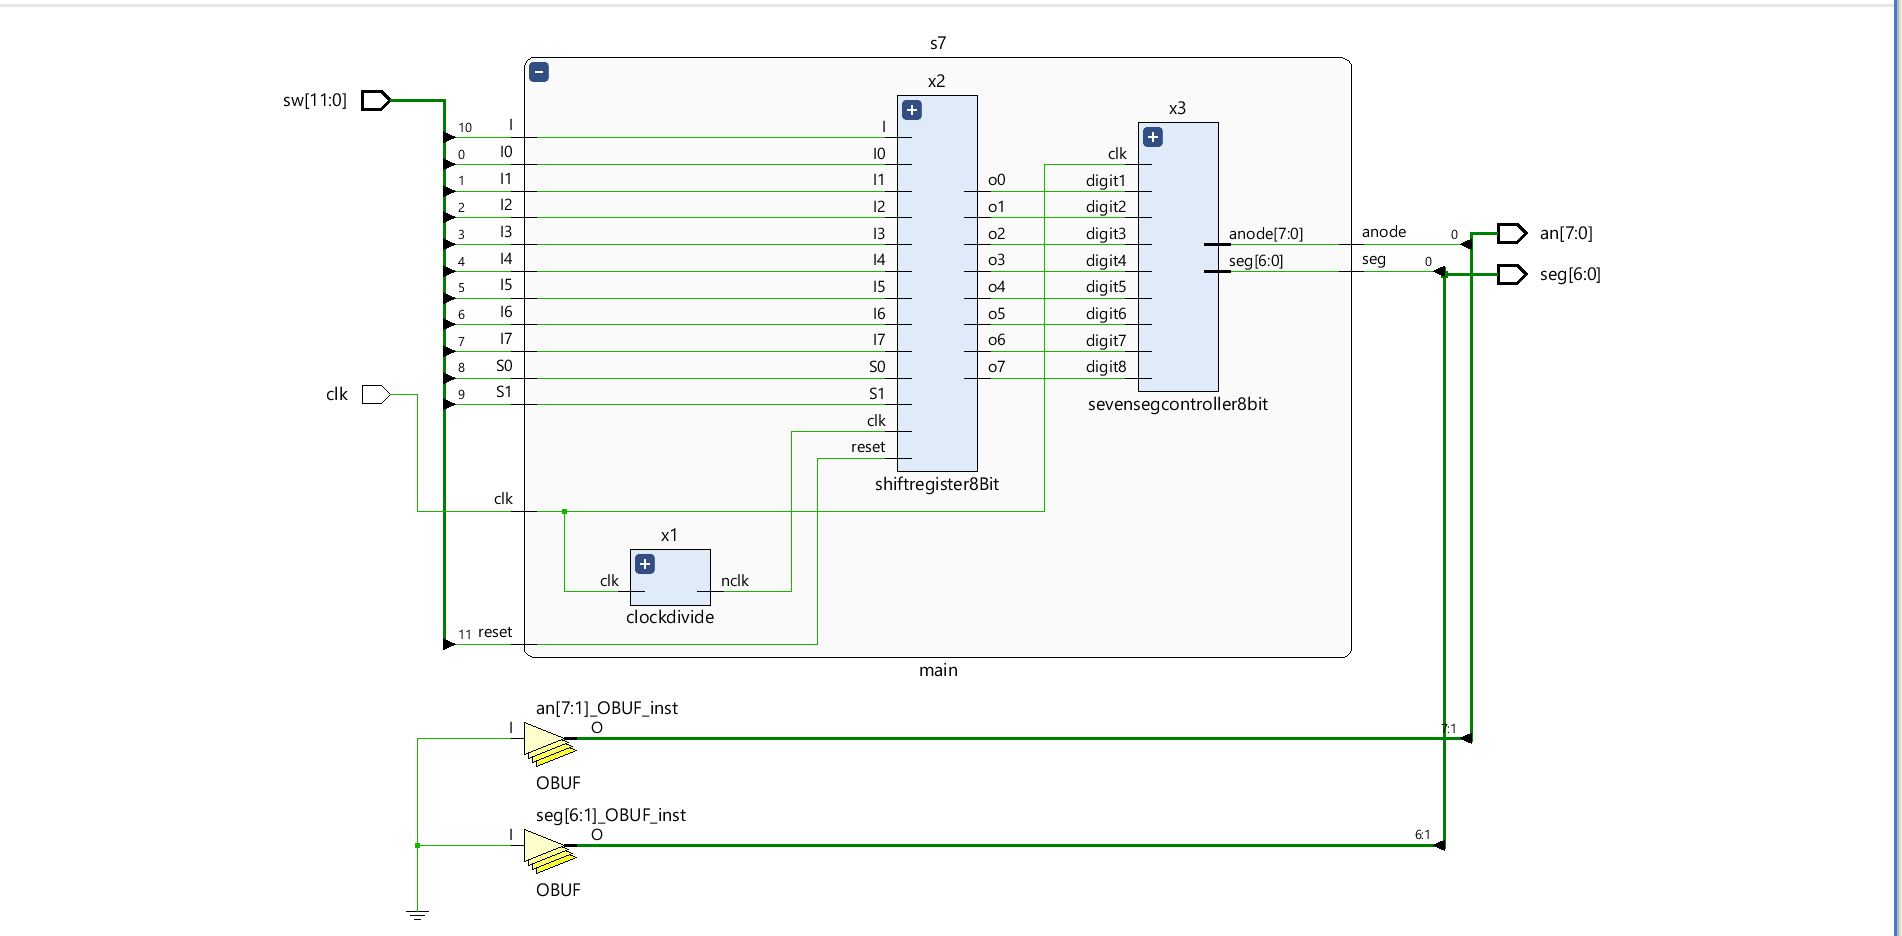 s7
x2
sw[11:0]
x3
10 I I
0 I0 I0 clk
1 I1 I1 o0 digit1
2 I2 I2 o1 digit2
3 I3 I3 o2 digit3 anode[7:0] anode 0 an[7:0]
4 I4 I4 o3 digit4 seg[6:0] seg 0 seg[6:0]
5 I5 I5 o4 digit5
6 I6 I6 o5 digit6
7 I7 I7 o6 digit7
8 S0 S0 o7 digit8
clk 9 S1 S1 sevensegcontroller8bit
clk
reset
shiftregister8Bit
clk
x1
clk nclk
clockdivide
11 reset
main
an[7:1]_OBUF_inst
I O 7:1
OBUF
seg[6:1]_OBUF_inst
I O 6:1
OBUF